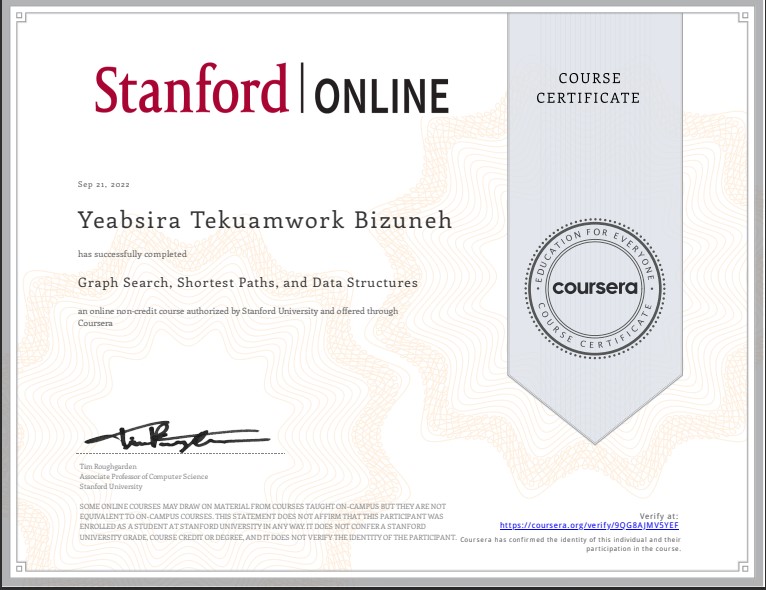 Stanford | ONLINE
COURSE
CERTIFICATE
Sep 21, 2022
Yeabsira Tekuamwork Bizuneh
has successfully completed
Graph Search, Shortest Paths, and Data Structures
an online non-credit course authorized by Stanford University and offered through
Coursera
EDUCATION FOR EVERYONE
coursera
COURSE CERTIFICATE
Tim Roughgarden
Associate Professor of Computer Science
Stanford University
SOME ONLINE COURSES MAY DRAW ON MATERIAL FROM COURSES TAUGHT ON-CAMPUS BUT THEY ARE NOT
EQUIVALENT TO ON-CAMPUS COURSES. THIS STATEMENT DOES NOT AFFIRM THAT THIS PARTICIPANT WAS
ENROLLED AS A STUDENT AT STANFORD UNIVERSITY IN ANY WAY. IT DOES NOT CONFER A STANFORD
UNIVERSITY GRADE, COURSE CREDIT OR DEGREE, AND IT DOES NOT VERIFY THE IDENTITY OF THE PARTICIPANT.
Verify at:
https://coursera.org/verify/9QG8AJMV5YEF
Coursera has confirmed the identity of this individual and their
participation in the course.